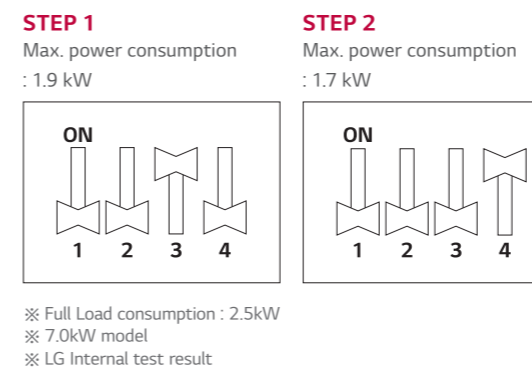 STEP 1
Max. power consumption
: 1.9 kW
ON
1 2 3 4
STEP 2
Max. power consumption
: 1.7 kW
ON
1 2 3 4
※ Full Load consumption : 2.5kW
※ 7.0kW model
※ LG Internal test result